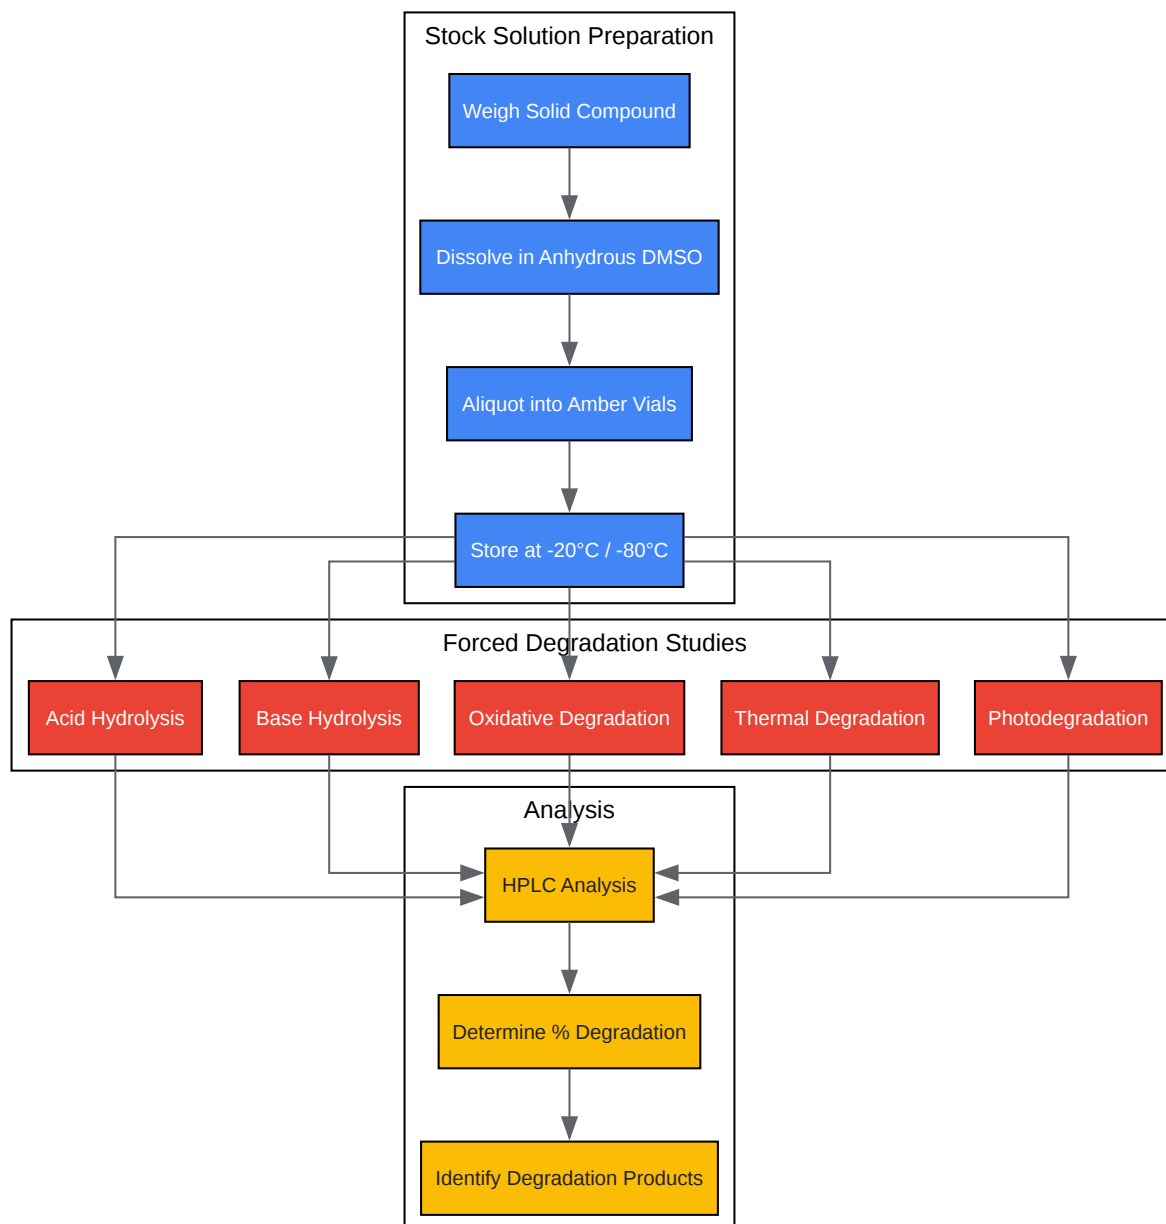 Stock Solution Preparation
Weigh Solid Compound
Dissolve in Anhydrous DMSO
Aliquot into Amber Vials
Store at -20°C / -80°C
Forced Degradation Studies
Acid Hydrolysis
Base Hydrolysis
Oxidative Degradation
Thermal Degradation
Photodegradation
Analysis
HPLC Analysis
Determine % Degradation
Identify Degradation Products